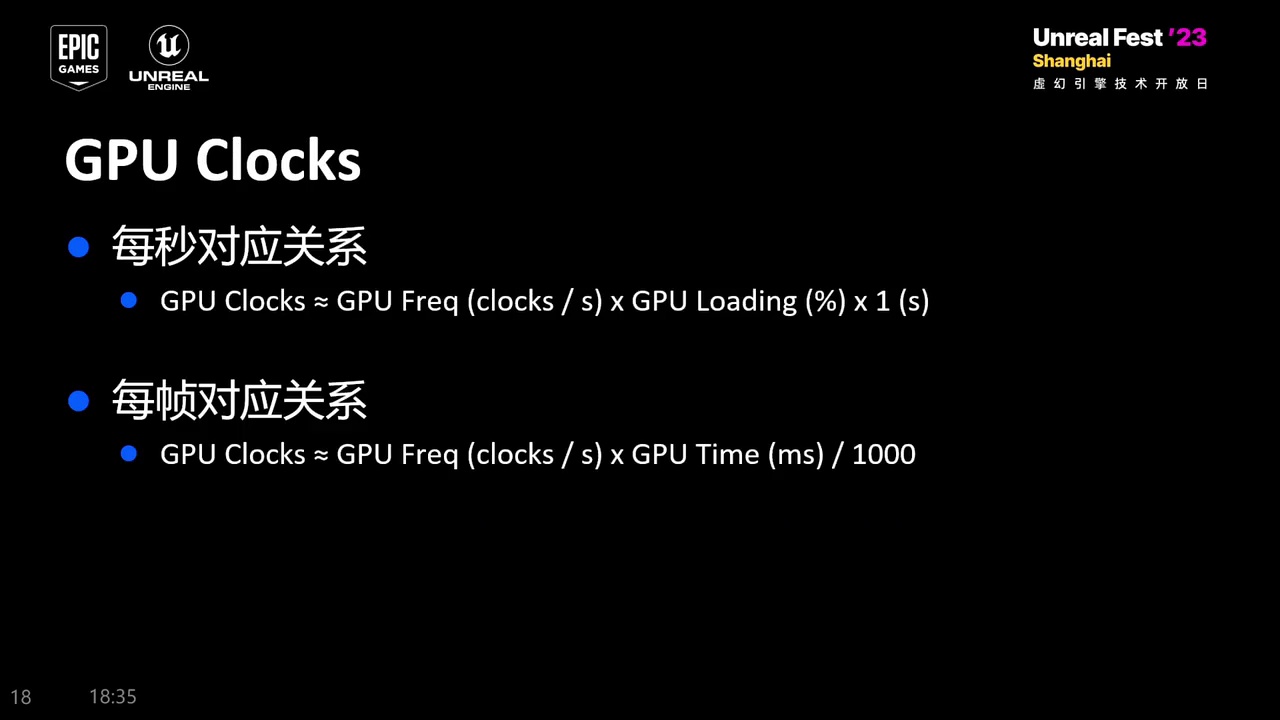 EPIC
GAMES
UNREAL
ENGINE
Unreal Fest '23
Shanghai
虚幻引擎技术开放日
GPU Clocks
每秒对应关系
GPU Clocks ≈ GPU Freq (clocks / s) x GPU Loading (%) x 1 (s)
每帧对应关系
GPU Clocks ≈ GPU Freq (clocks / s) x GPU Time (ms) / 1000
18 18:35